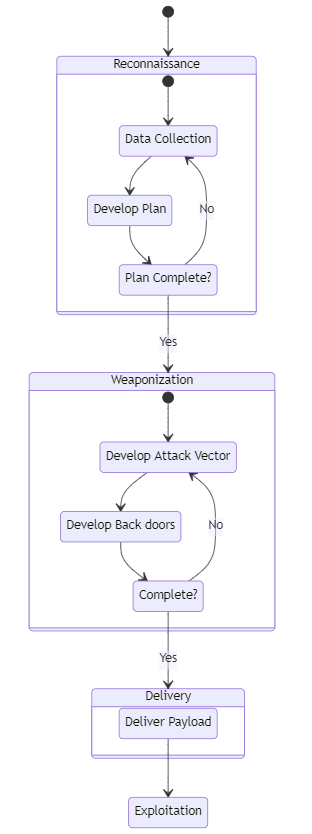 Reconnaissance
Data Collection
Develop Plan
No
Plan Complete?
Yes
Weaponization
Develop Attack Vector
Develop Back doors
No
Complete?
Yes
Delivery
Deliver Payload
Exploitation